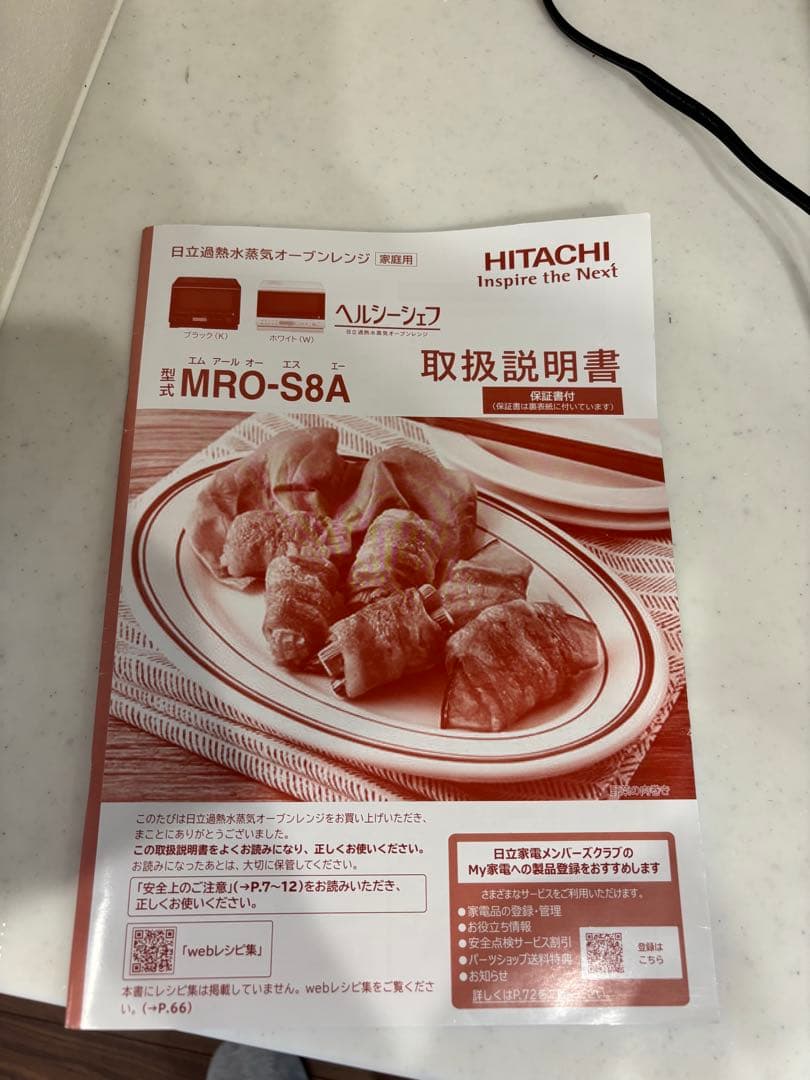 日立過熱水蒸気オーブンレンジ 家庭用
HITACHI
Inspire the Next
ブラック(K)
ホワイト(W)
ヘルシーシェフ
日立過熱水蒸気オーブンレンジ
エム アール オー エス エー
型式 MRO-S8A
取扱説明書
保証書付
(保証書は裏表紙に付いています)
野菜の肉巻き
このたびは日立過熱水蒸気オーブンレンジをお買い上げいただき、
まことにありがとうございました。
この取扱説明書をよくお読みになり、正しくお使いください。
お読みになったあとは、大切に保管してください。
「安全上のご注意」(→P.7~12)をお読みいただき、
正しくお使いください。
「webレシピ集」
本書にレシピ集は掲載していません。webレシピ集をご覧くださ
い。(→P.66)
日立家電メンバーズクラブの
My家電への製品登録をおすすめします
さまざまなサービスをご利用いただけます。
●家電品の登録・管理
●お役立ち情報
●安全点検サービス割引
●パーツショップ送料特典
●お知らせ
登録は
こちら
詳しくはP.72を